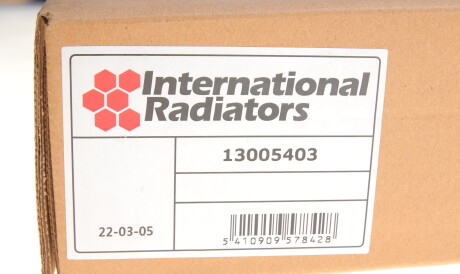 International
Radiators
13005403
22-03-05
5 410909 578428